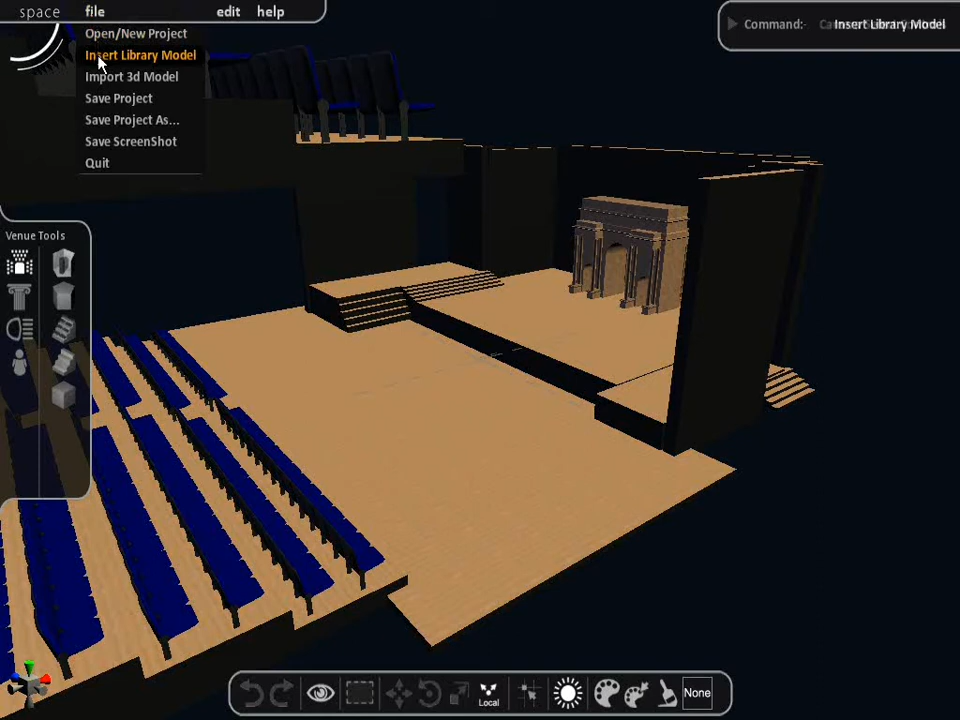 space file edit help
Open/New Project
Insert Library Model
Import 3d Model
Save Project
Save Project As...
Save ScreenShot
Quit
Command: Insert Library Model
Venue Tools
Local
None